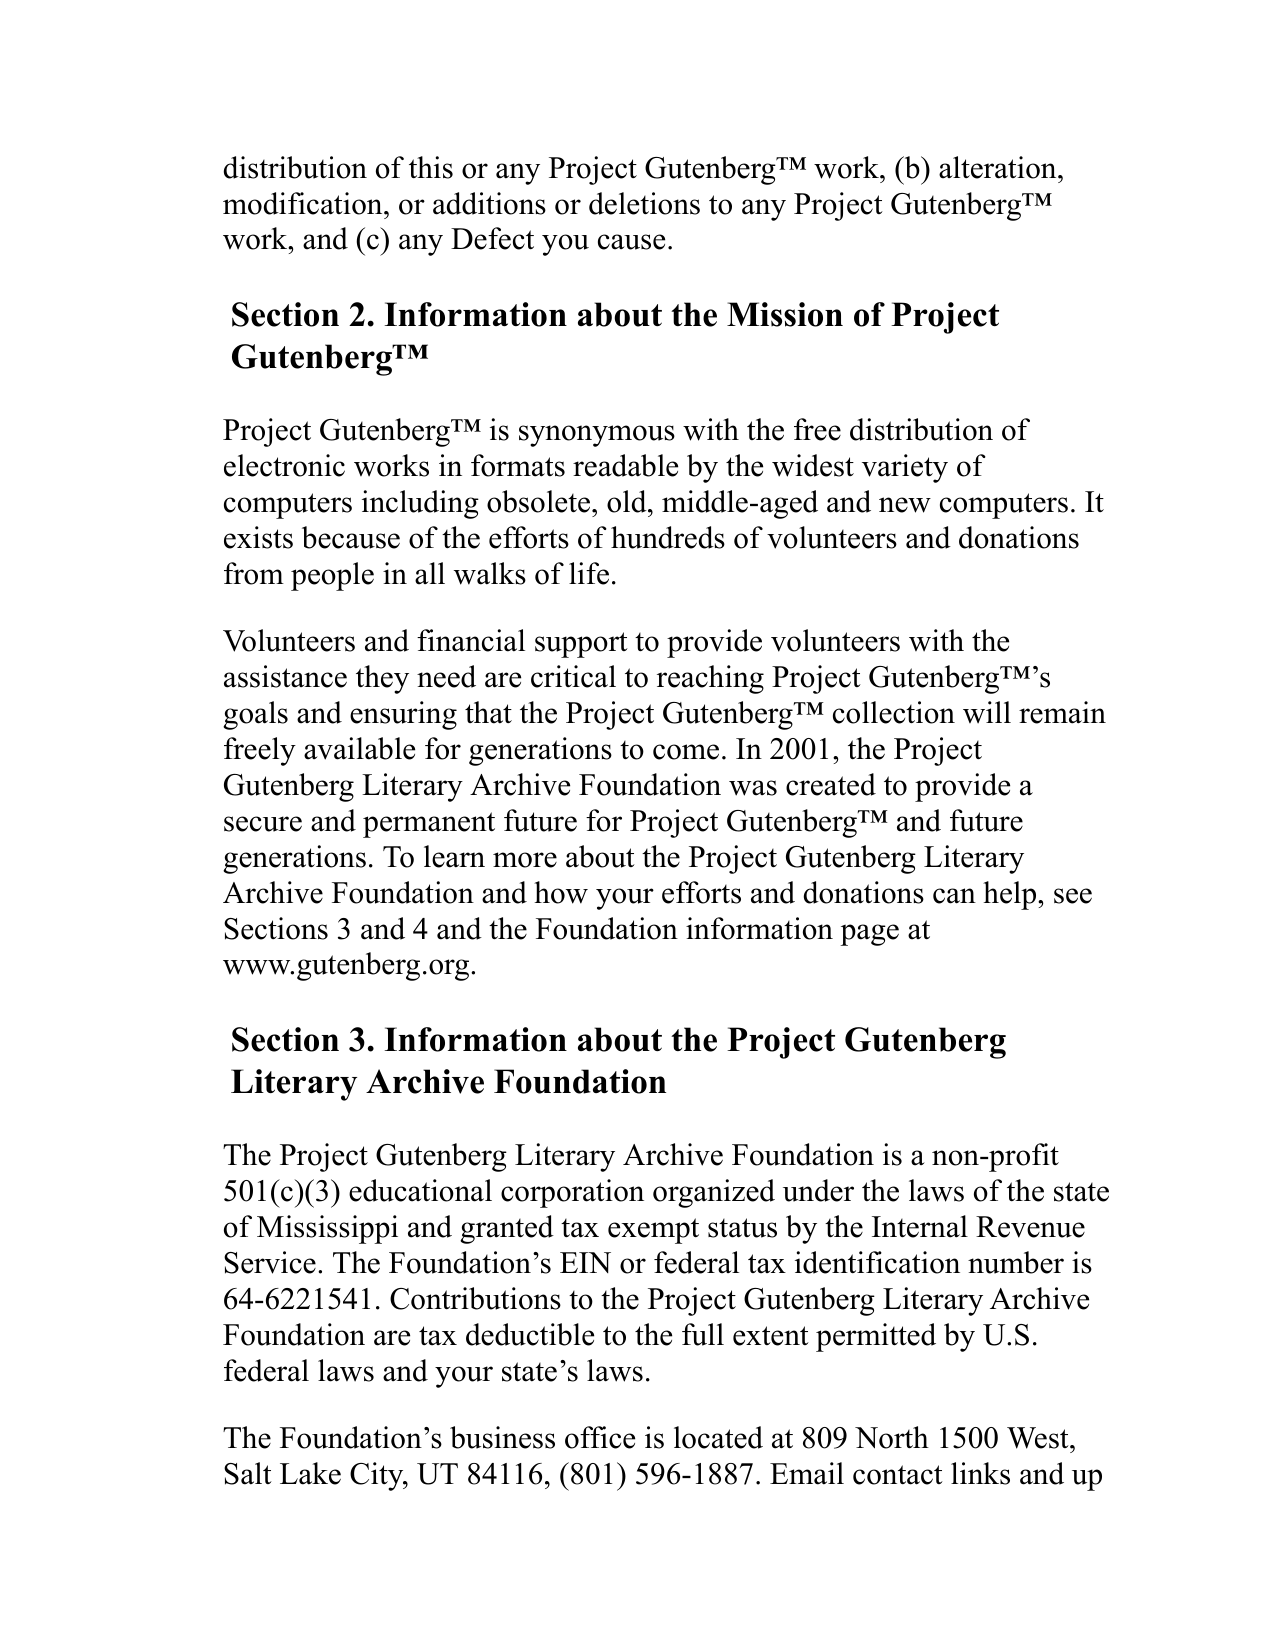 distribution of this or any Project Gutenberg™ work, (b) alteration,
modification, or additions or deletions to any Project Gutenberg™
work, and (c) any Defect you cause.
Section 2. Information about the Mission of Project
Gutenberg™
Project Gutenberg™ is synonymous with the free distribution of
electronic works in formats readable by the widest variety of
computers including obsolete, old, middle-aged and new computers. It
exists because of the efforts of hundreds of volunteers and donations
from people in all walks of life.
Volunteers and financial support to provide volunteers with the
assistance they need are critical to reaching Project Gutenberg™’s
goals and ensuring that the Project Gutenberg™ collection will remain
freely available for generations to come. In 2001, the Project
Gutenberg Literary Archive Foundation was created to provide a
secure and permanent future for Project Gutenberg™ and future
generations. To learn more about the Project Gutenberg Literary
Archive Foundation and how your efforts and donations can help, see
Sections 3 and 4 and the Foundation information page at
www.gutenberg.org.
Section 3. Information about the Project Gutenberg
Literary Archive Foundation
The Project Gutenberg Literary Archive Foundation is a non-profit
501(c)(3) educational corporation organized under the laws of the state
of Mississippi and granted tax exempt status by the Internal Revenue
Service. The Foundation’s EIN or federal tax identification number is
64-6221541. Contributions to the Project Gutenberg Literary Archive
Foundation are tax deductible to the full extent permitted by U.S.
federal laws and your state’s laws.
The Foundation’s business office is located at 809 North 1500 West,
Salt Lake City, UT 84116, (801) 596-1887. Email contact links and up